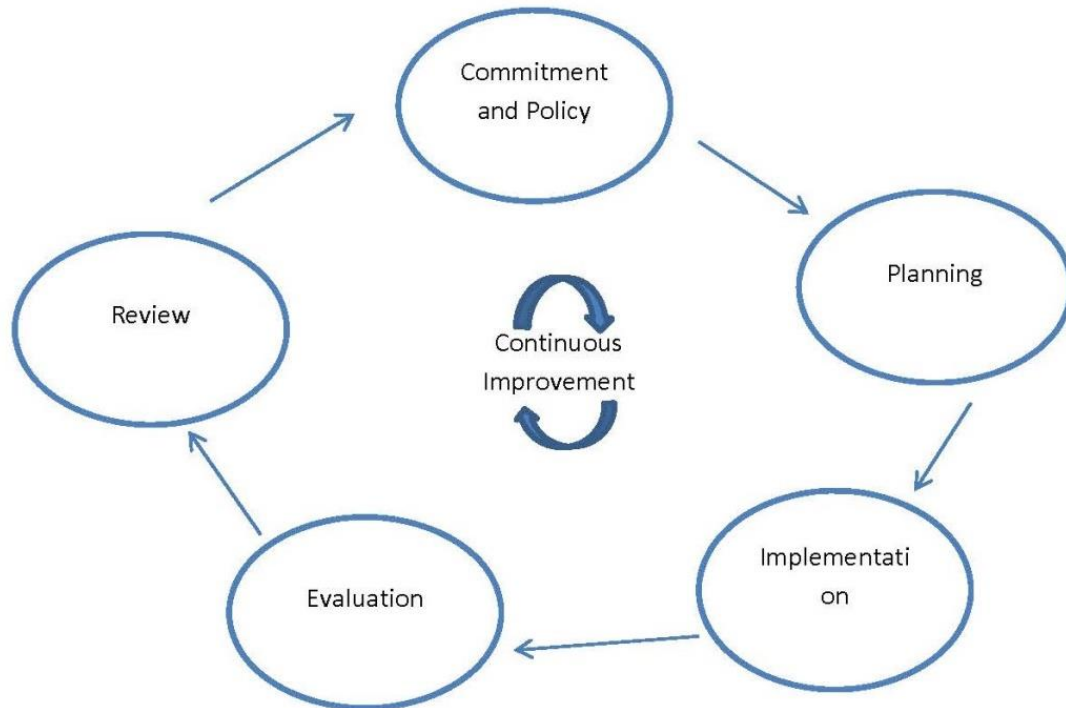 Commitment
and Policy
Planning
Review
Continuous
Improvement
Implementati
on
Evaluation